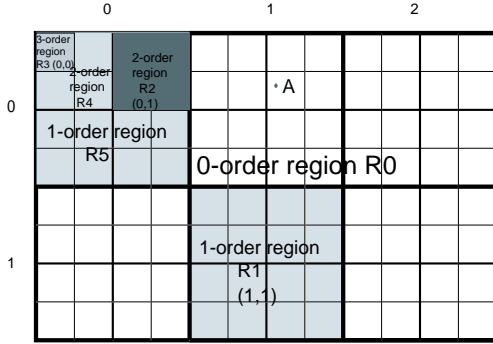 0 1 2
3-order
region
R3 (0,0)
2-order
region
R4
2-order
region
R2
(0,1)
A
0
1-order region
R5
0-order region R0
1
1-order region
R1
(1,1)